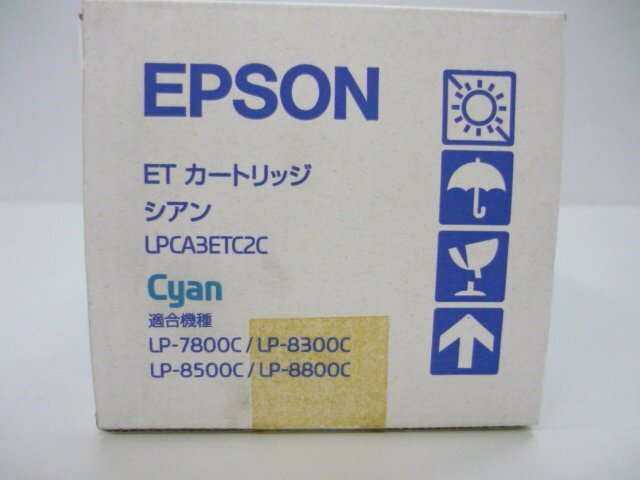 EPSON
ET カートリッジ
シアン
LPCA3ETC2C
Cyan
適合機種
LP-7800C / LP-8300C
LP-8500C / LP-8800C